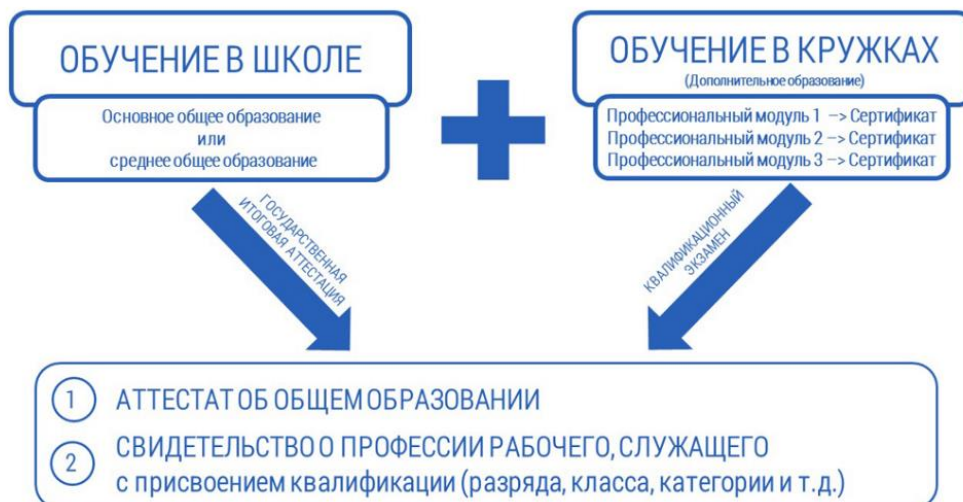 ОБУЧЕНИЕ В ШКОЛЕ
Основное общее образование
или
среднее общее образование
ОБУЧЕНИЕ В КРУЖКАХ
(Дополнительное образование)
Профессиональный модуль 1 –> Сертификат
Профессиональный модуль 2 –> Сертификат
Профессиональный модуль 3 –> Сертификат
ГОСУДАРСТВЕННАЯ
ИТОГОВАЯ АТТЕСТАЦИЯ
КВАЛИФИКАЦИОННЫЙ
ЭКЗАМЕН
1 АТТЕСТАТ ОБ ОБЩЕМ ОБРАЗОВАНИИ
2 СВИДЕТЕЛЬСТВО О ПРОФЕССИИ РАБОЧЕГО, СЛУЖАЩЕГО
с присвоением квалификации (разряда, класса, категории и т.д.)